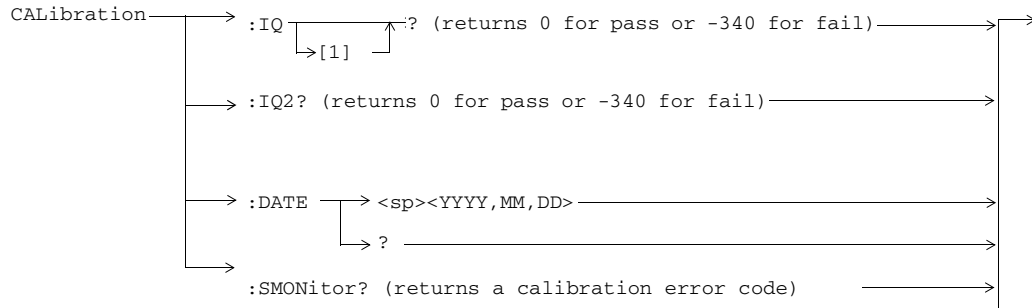 CALibration
:IQ ? (returns 0 for pass or -340 for fail)
[1]
:IQ2? (returns 0 for pass or -340 for fail)
:DATE <sp><YYYY,MM,DD>
?
:SMONitor? (returns a calibration error code)